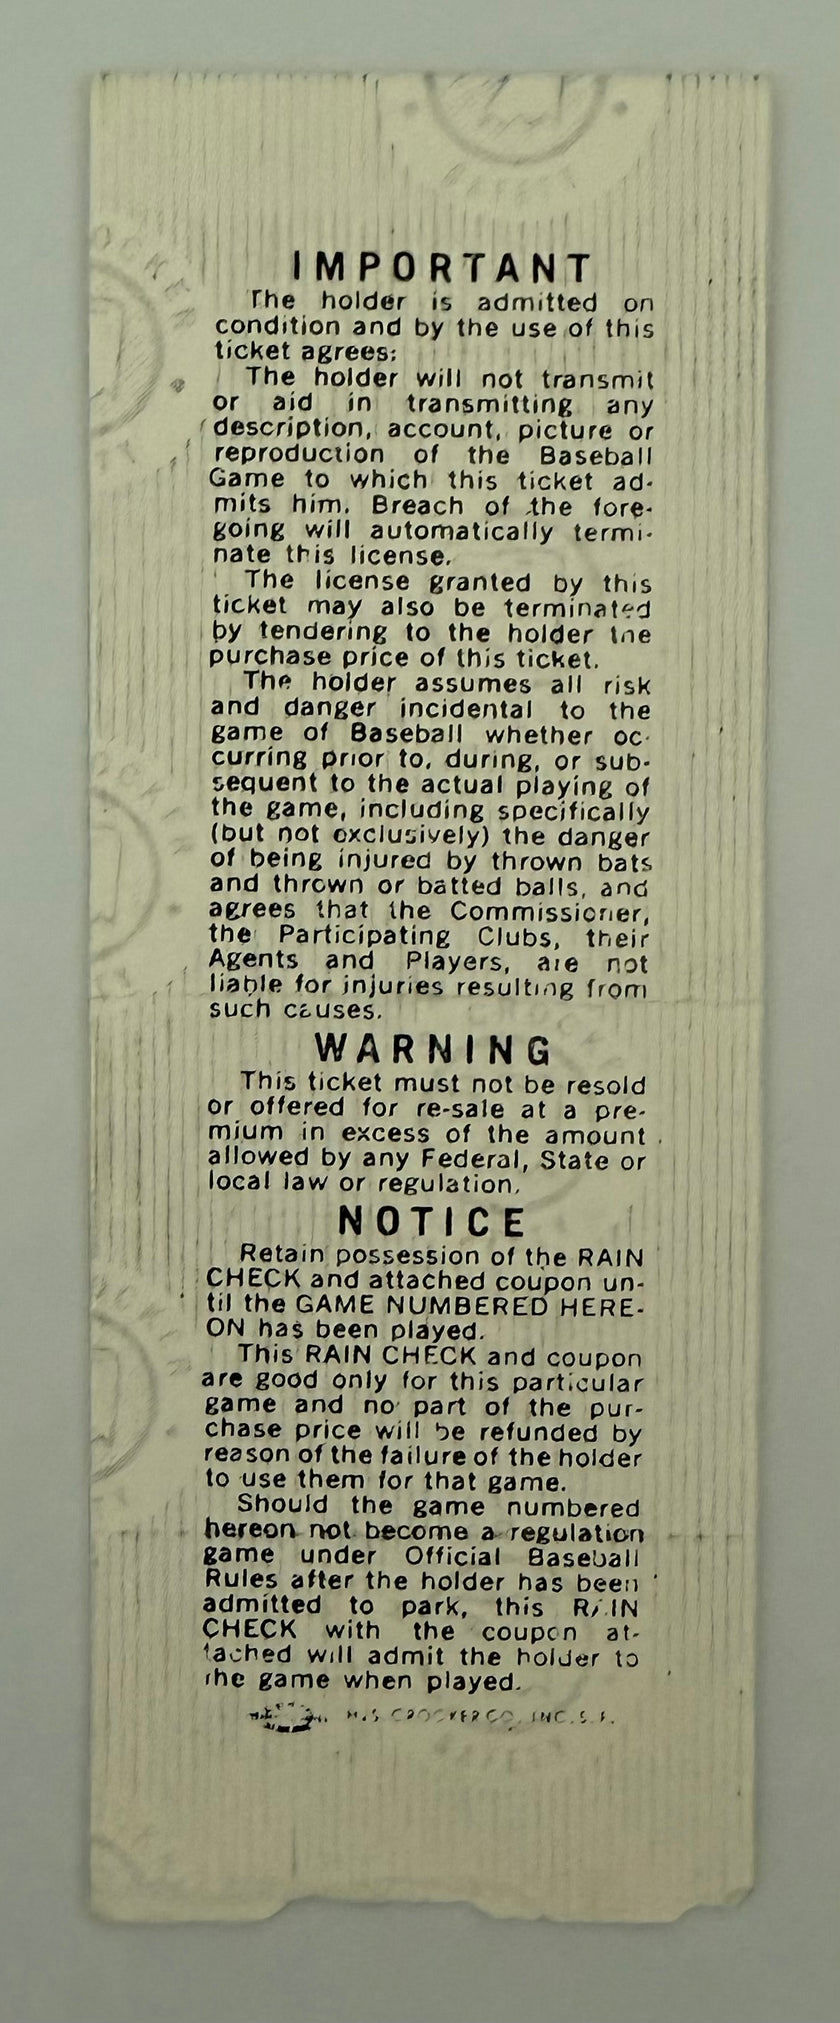 IMPORTANT
The holder is admitted on
condition and by the use of this
ticket agrees:
The holder will not transmit
or aid in transmitting any
description, account, picture or
reproduction of the Baseball
Game to which this ticket ad-
mits him. Breach of the fore-
going will automatically termi-
nate this license.
The license granted by this
ticket may also be terminated
by tendering to the holder the
purchase price of this ticket.
The holder assumes all risk
and danger incidental to the
game of Baseball whether oc-
curring prior to, during, or sub-
sequent to the actual playing of
the game, including specifically
(but not exclusively) the danger
of being injured by thrown bats
and thrown or batted balls, and
agrees that the Commissioner,
the Participating Clubs, their
Agents and Players, are not
liable for injuries resulting from
such causes.
WARNING
This ticket must not be resold
or offered for re-sale at a pre-
mium in excess of the amount
allowed by any Federal, State or
local law or regulation.
NOTICE
Retain possession of the RAIN
CHECK and attached coupon un-
til the GAME NUMBERED HERE-
ON has been played.
This RAIN CHECK and coupon
are good only for this particular
game and no part of the pur-
chase price will be refunded by
reason of the failure of the holder
to use them for that game.
Should the game numbered
hereon not become a regulation
game under Official Baseball
Rules after the holder has been
admitted to park, this RAIN
CHECK with the coupon at-
tached will admit the holder to
the game when played.
H.S. CROCKER CO., INC. S.F.